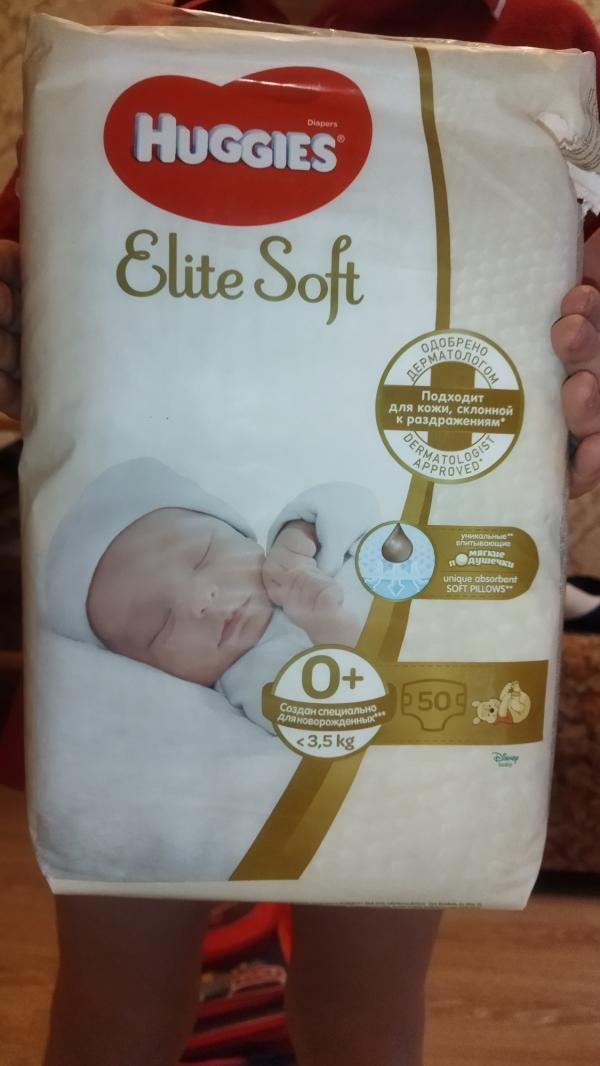 Diapers
HUGGIES®
Elite Soft
ОДОБРЕНО
ДЕРМАТОЛОГОМ
Подходит
для кожи, склонной
к раздражениям*
DERMATOLOGIST
APPROVED*
уникальные**
впитывающие
мягкие
подушечки
unique absorbent
SOFT PILLOWS**
0+
Создан специально
для новорожденных***
< 3,5 kg
50
Disney
baby